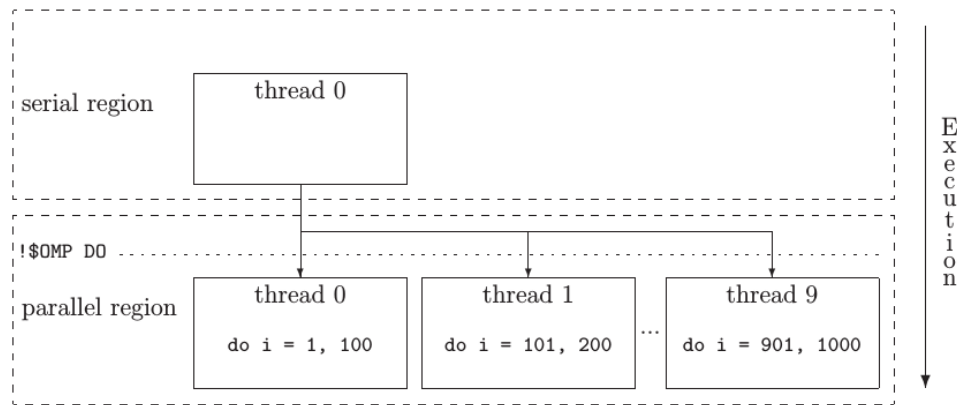 thread 0
serial region
Execution
!$OMP DO
thread 0 thread 1 thread 9
parallel region
...
do i = 1, 100 do i = 101, 200 do i = 901, 1000